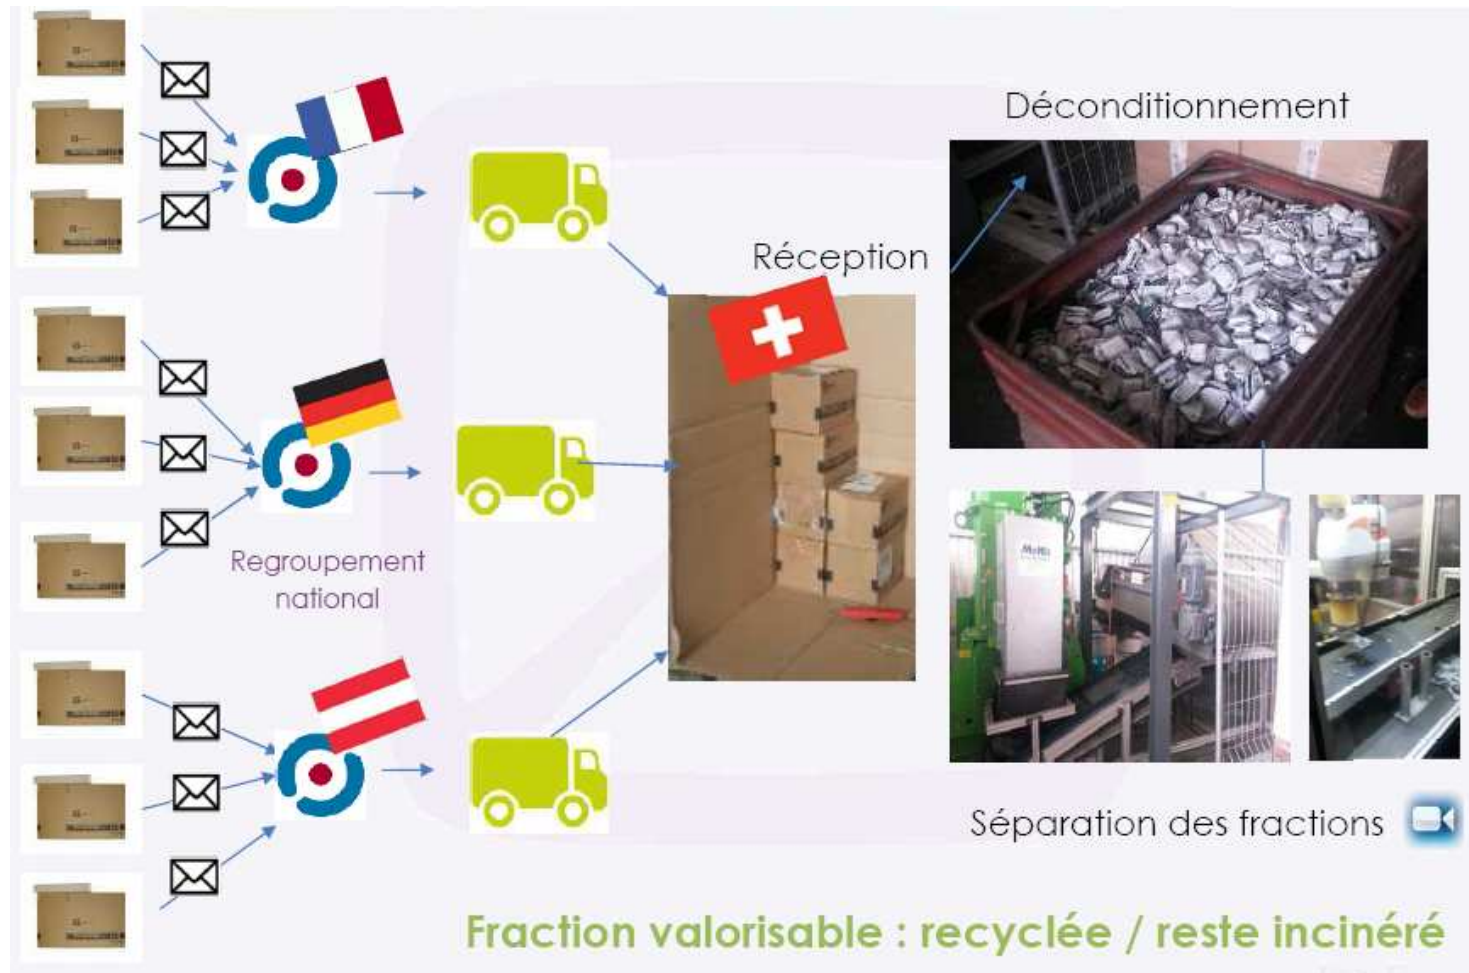 Déconditionnement
Réception
Regroupement
national
Séparation des fractions
Fraction valorisable : recyclée / reste incinéré